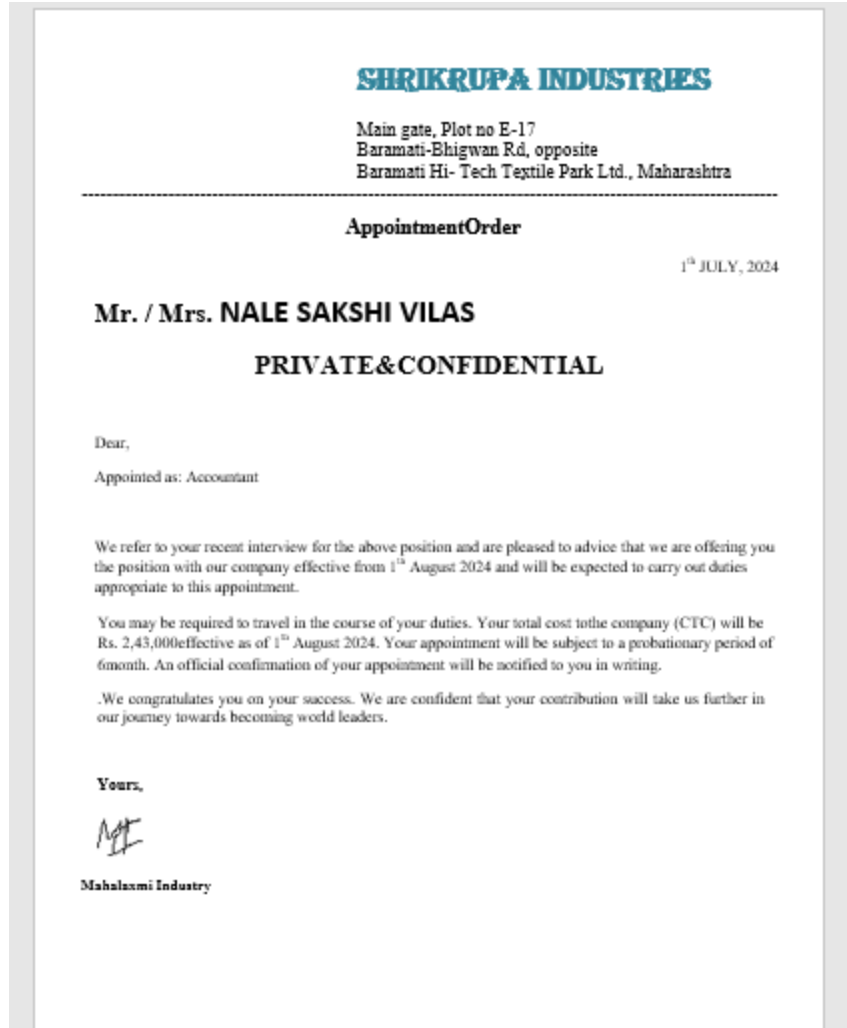 SHRIKRUPA INDUSTRIES
Main gate, Plot no E-17
Baramati-Bhigwan Rd, opposite
Baramati Hi- Tech Textile Park Ltd., Maharashtra
--------------------------------------------------------------------------------
AppointmentOrder
1th JULY, 2024
Mr. / Mrs. NALE SAKSHI VILAS
PRIVATE&CONFIDENTIAL
Dear,
Appointed as: Accountant
We refer to your recent interview for the above position and are pleased to advice that we are offering you
the position with our company effective from 1th August 2024 and will be expected to carry out duties
appropriate to this appointment.
You may be required to travel in the course of your duties. Your total cost tothe company (CTC) will be
Rs. 2,43,000effective as of 1th August 2024. Your appointment will be subject to a probationary period of
6month. An official confirmation of your appointment will be notified to you in writing.
.We congratulates you on your success. We are confident that your contribution will take us further in
our journey towards becoming world leaders.
Yours,
Mahalaxmi Industry